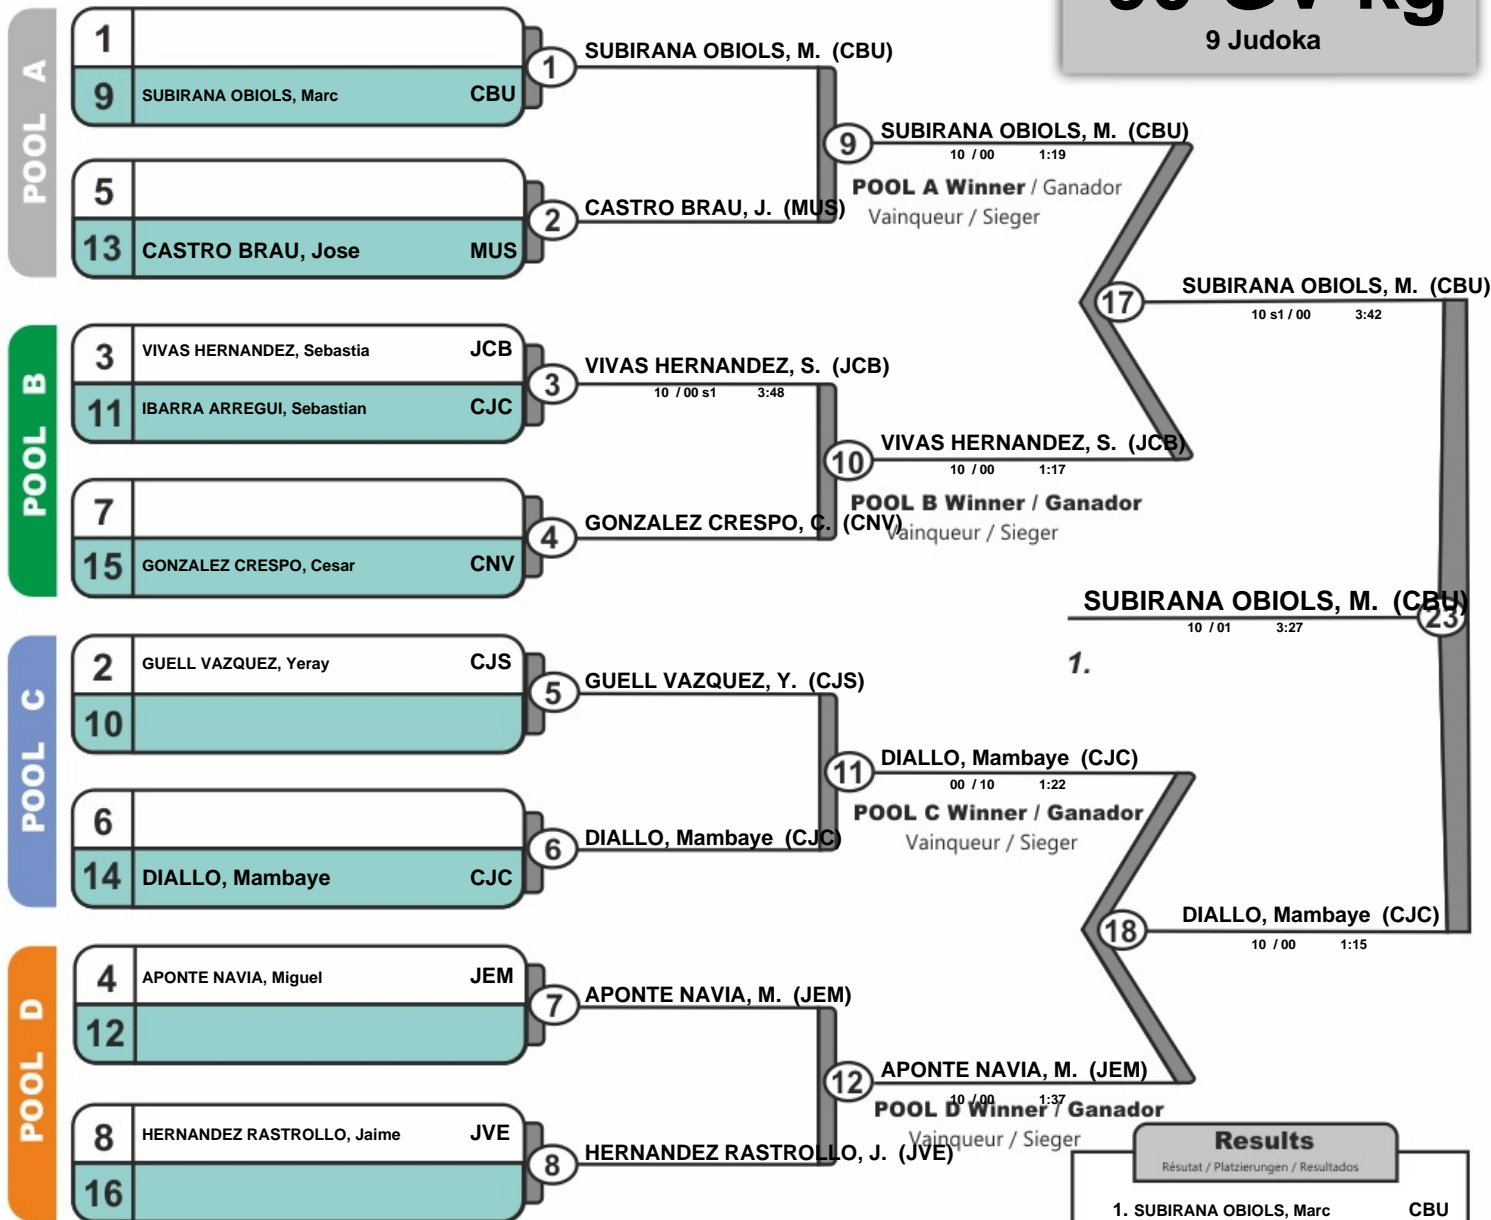 9 Judoka
POOL A
1
9 SUBIRANA OBIOLS, Marc CBU
5
13 CASTRO BRAU, Jose MUS
1 SUBIRANA OBIOLS, M. (CBU)
2 CASTRO BRAU, J. (MUS)
9 SUBIRANA OBIOLS, M. (CBU)
10 / 00 1:19
POOL A Winner / Ganador
Vainqueur / Sieger
POOL B
3 VIVAS HERNANDEZ, Sebastia JCB
11 IBARRA ARREGUI, Sebastian CJC
7
15 GONZALEZ CRESPO, Cesar CNV
3 VIVAS HERNANDEZ, S. (JCB)
10 / 00 s1 3:48
4 GONZALEZ CRESPO, C. (CNV)
10 VIVAS HERNANDEZ, S. (JCB)
10 / 00 1:17
POOL B Winner / Ganador
Vainqueur / Sieger
17 SUBIRANA OBIOLS, M. (CBU)
10 s1 / 00 3:42
SUBIRANA OBIOLS, M. (CBU) 23
10 / 01 3:27
1.
POOL C
2 GUELL VAZQUEZ, Yeray CJS
10
6
14 DIALLO, Mambaye CJC
5 GUELL VAZQUEZ, Y. (CJS)
6 DIALLO, Mambaye (CJC)
11 DIALLO, Mambaye (CJC)
00 / 10 1:22
POOL C Winner / Ganador
Vainqueur / Sieger
18 DIALLO, Mambaye (CJC)
10 / 00 1:15
POOL D
4 APONTE NAVIA, Miguel JEM
12
8 HERNANDEZ RASTROLLO, Jaime JVE
16
7 APONTE NAVIA, M. (JEM)
8 HERNANDEZ RASTROLLO, J. (JVE)
12 APONTE NAVIA, M. (JEM)
10 / 00 1:37
POOL D Winner / Ganador
Vainqueur / Sieger
Results
Résutat / Platzierungen / Resultados
1. SUBIRANA OBIOLS, Marc CBU